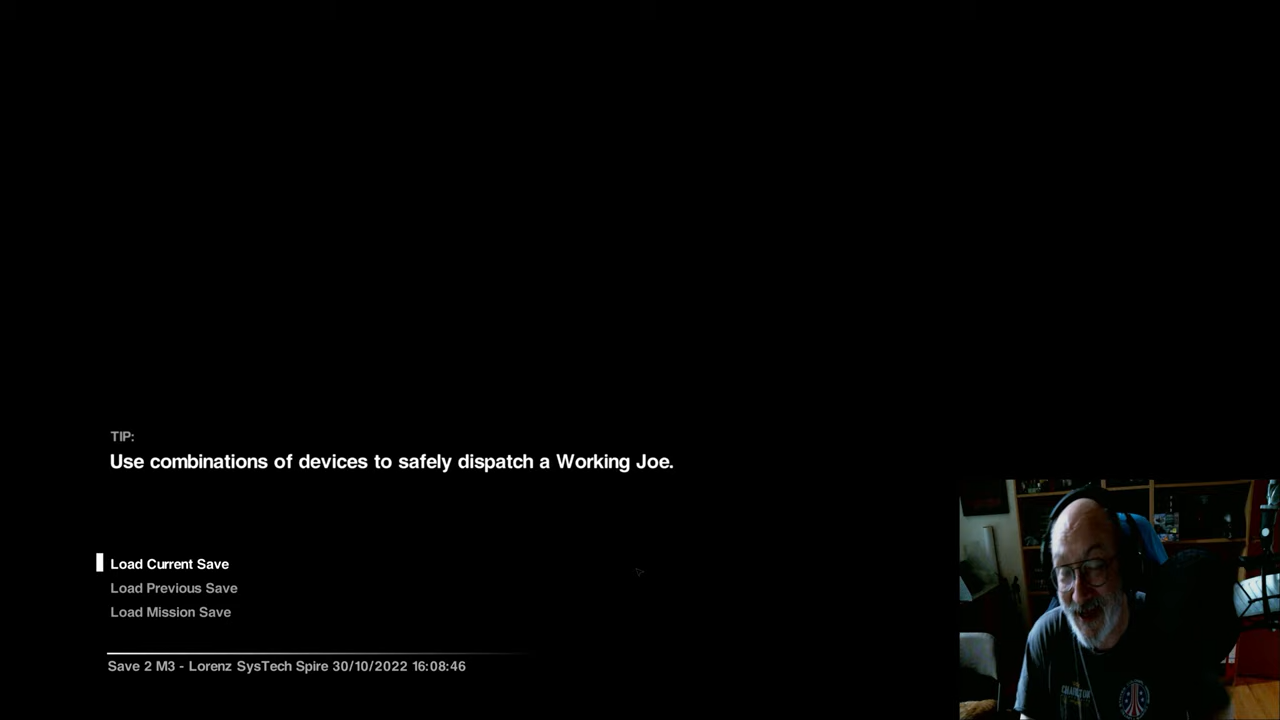 TIP:
Use combinations of devices to safely dispatch a Working Joe.
Load Current Save
Load Previous Save
Load Mission Save
Save 2 M3 - Lorenz SysTech Spire 30/10/2022 16:08:46